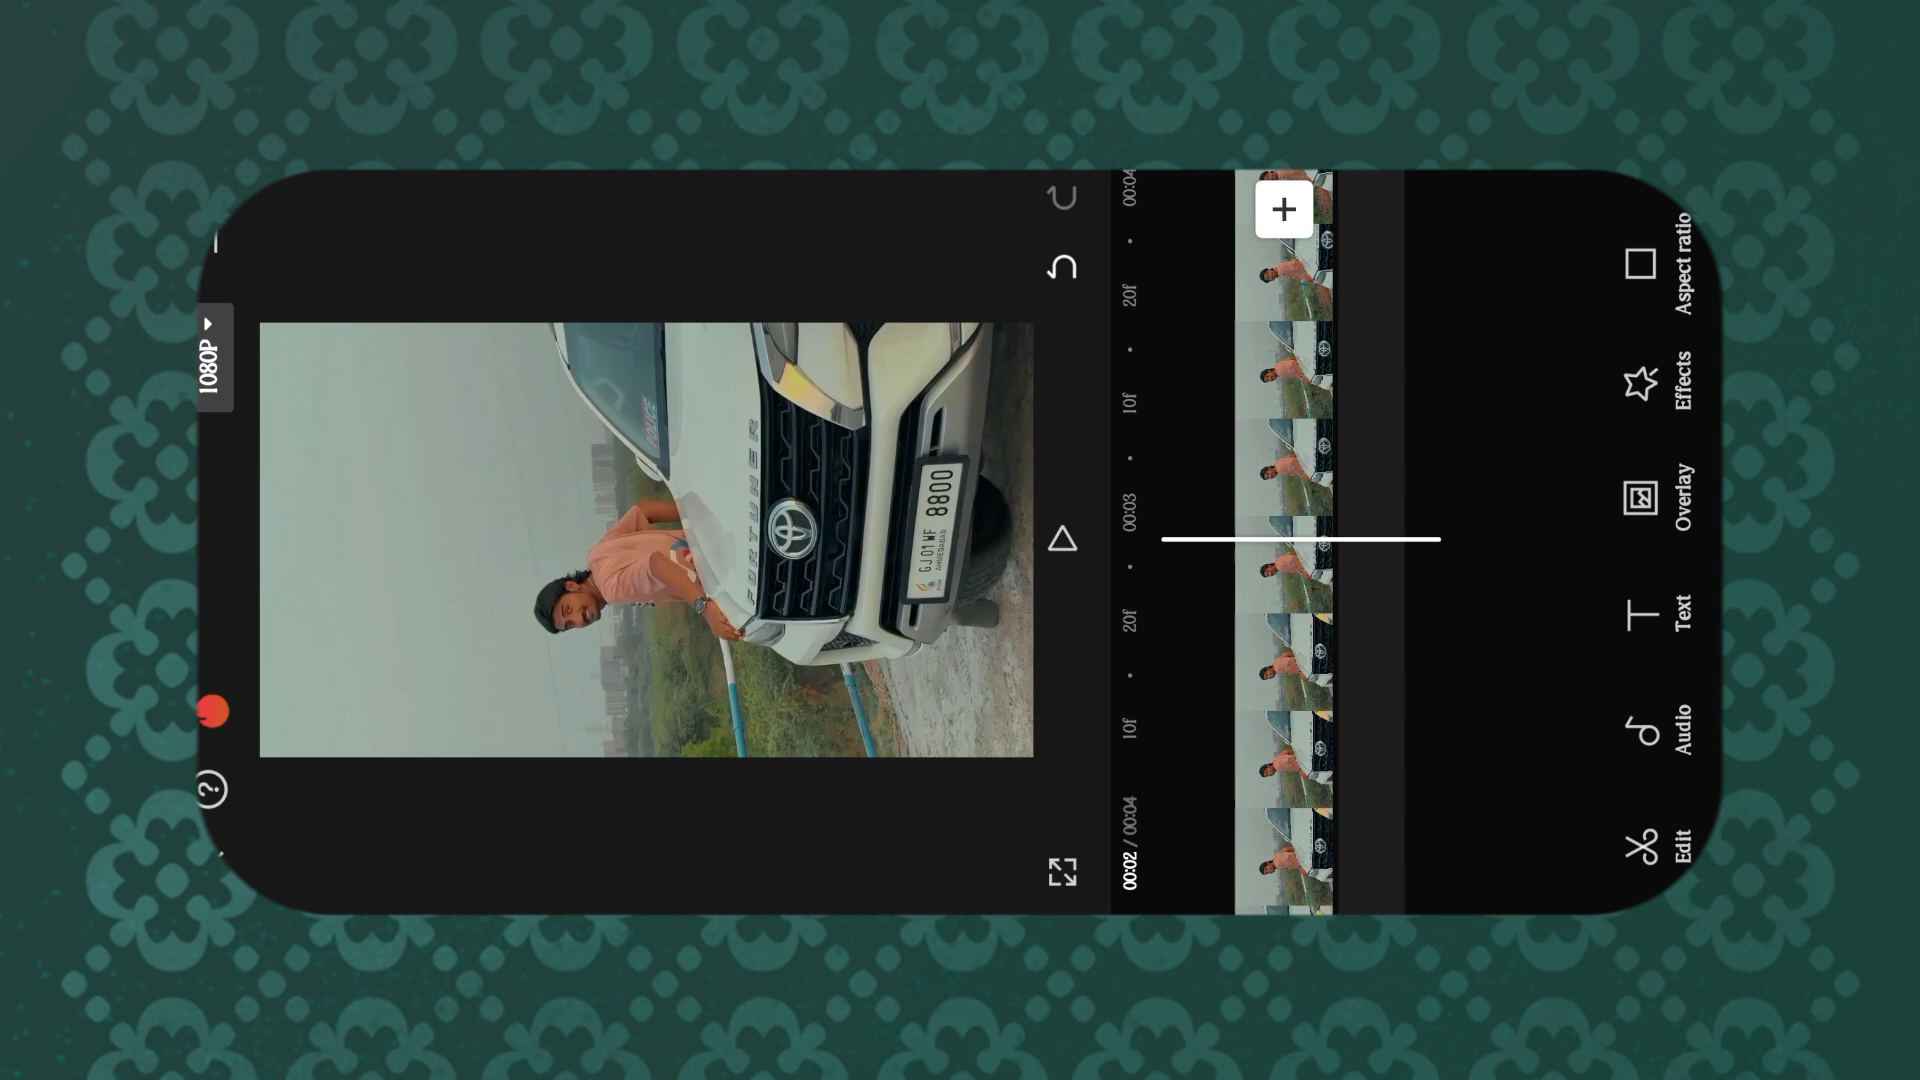 1080P
POLICE
FORTUNER
GJ 01 WF 8800
AHMEDABAD
00:02 / 00:04
10f
20f
00:03
10f
20f
00:04
Edit
Audio
Text
Overlay
Effects
Aspect ratio